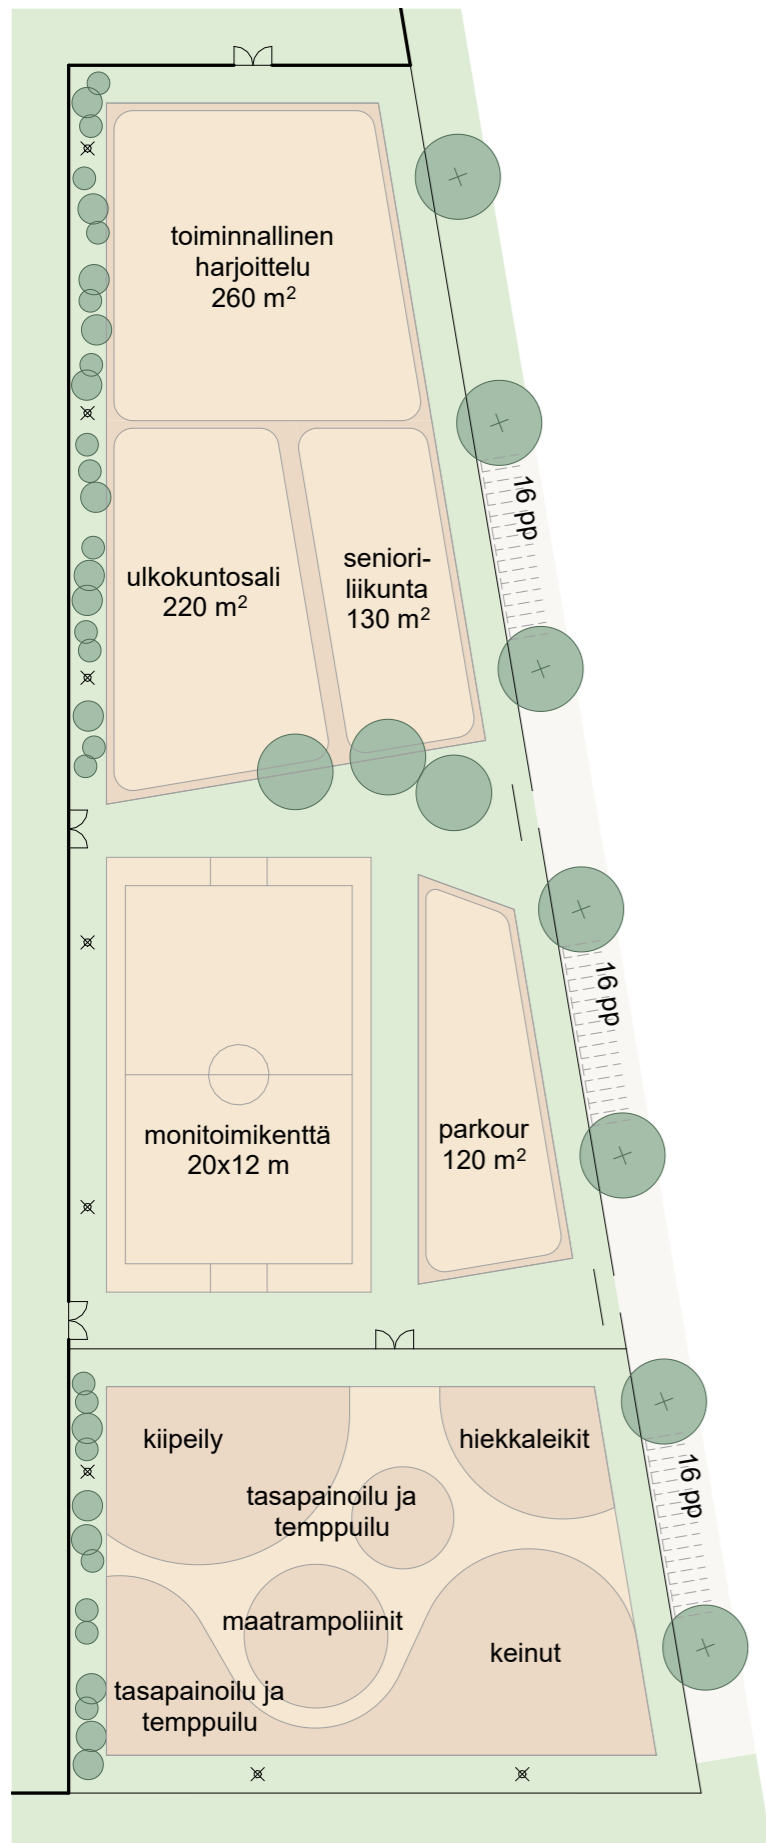 toiminnallinen
harjoittelu
260 m²
16 pp
ulkokuntosali
220 m²
seniori-
liikunta
130 m²
16 pp
monitoimikenttä
20x12 m
parkour
120 m²
kiipeily
hiekkaleikit
16 pp
tasapainoilu ja
temppuilu
maatrampoliinit
keinut
tasapainoilu ja
temppuilu